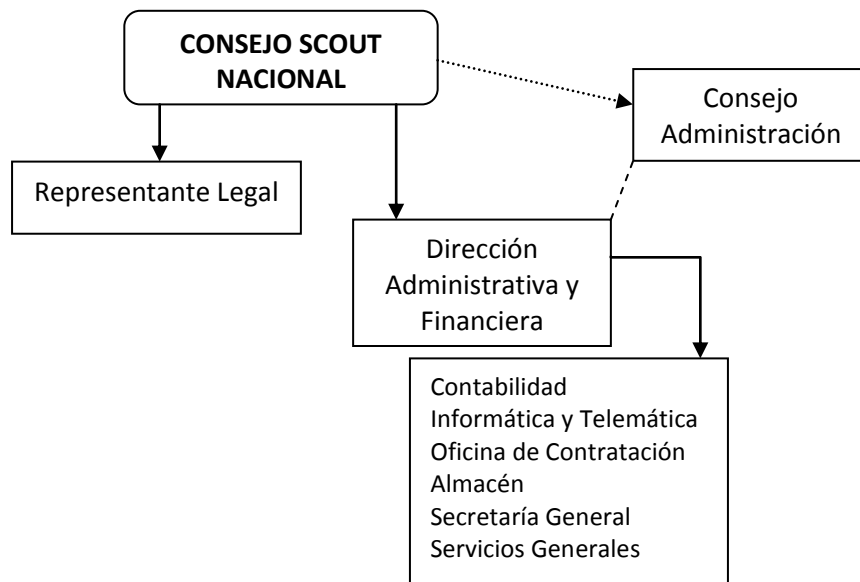 CONSEJO SCOUT
NACIONAL
Consejo
Administración
Representante Legal
Dirección
Administrativa y
Financiera
Contabilidad
Informática y Telemática
Oficina de Contratación
Almacén
Secretaría General
Servicios Generales